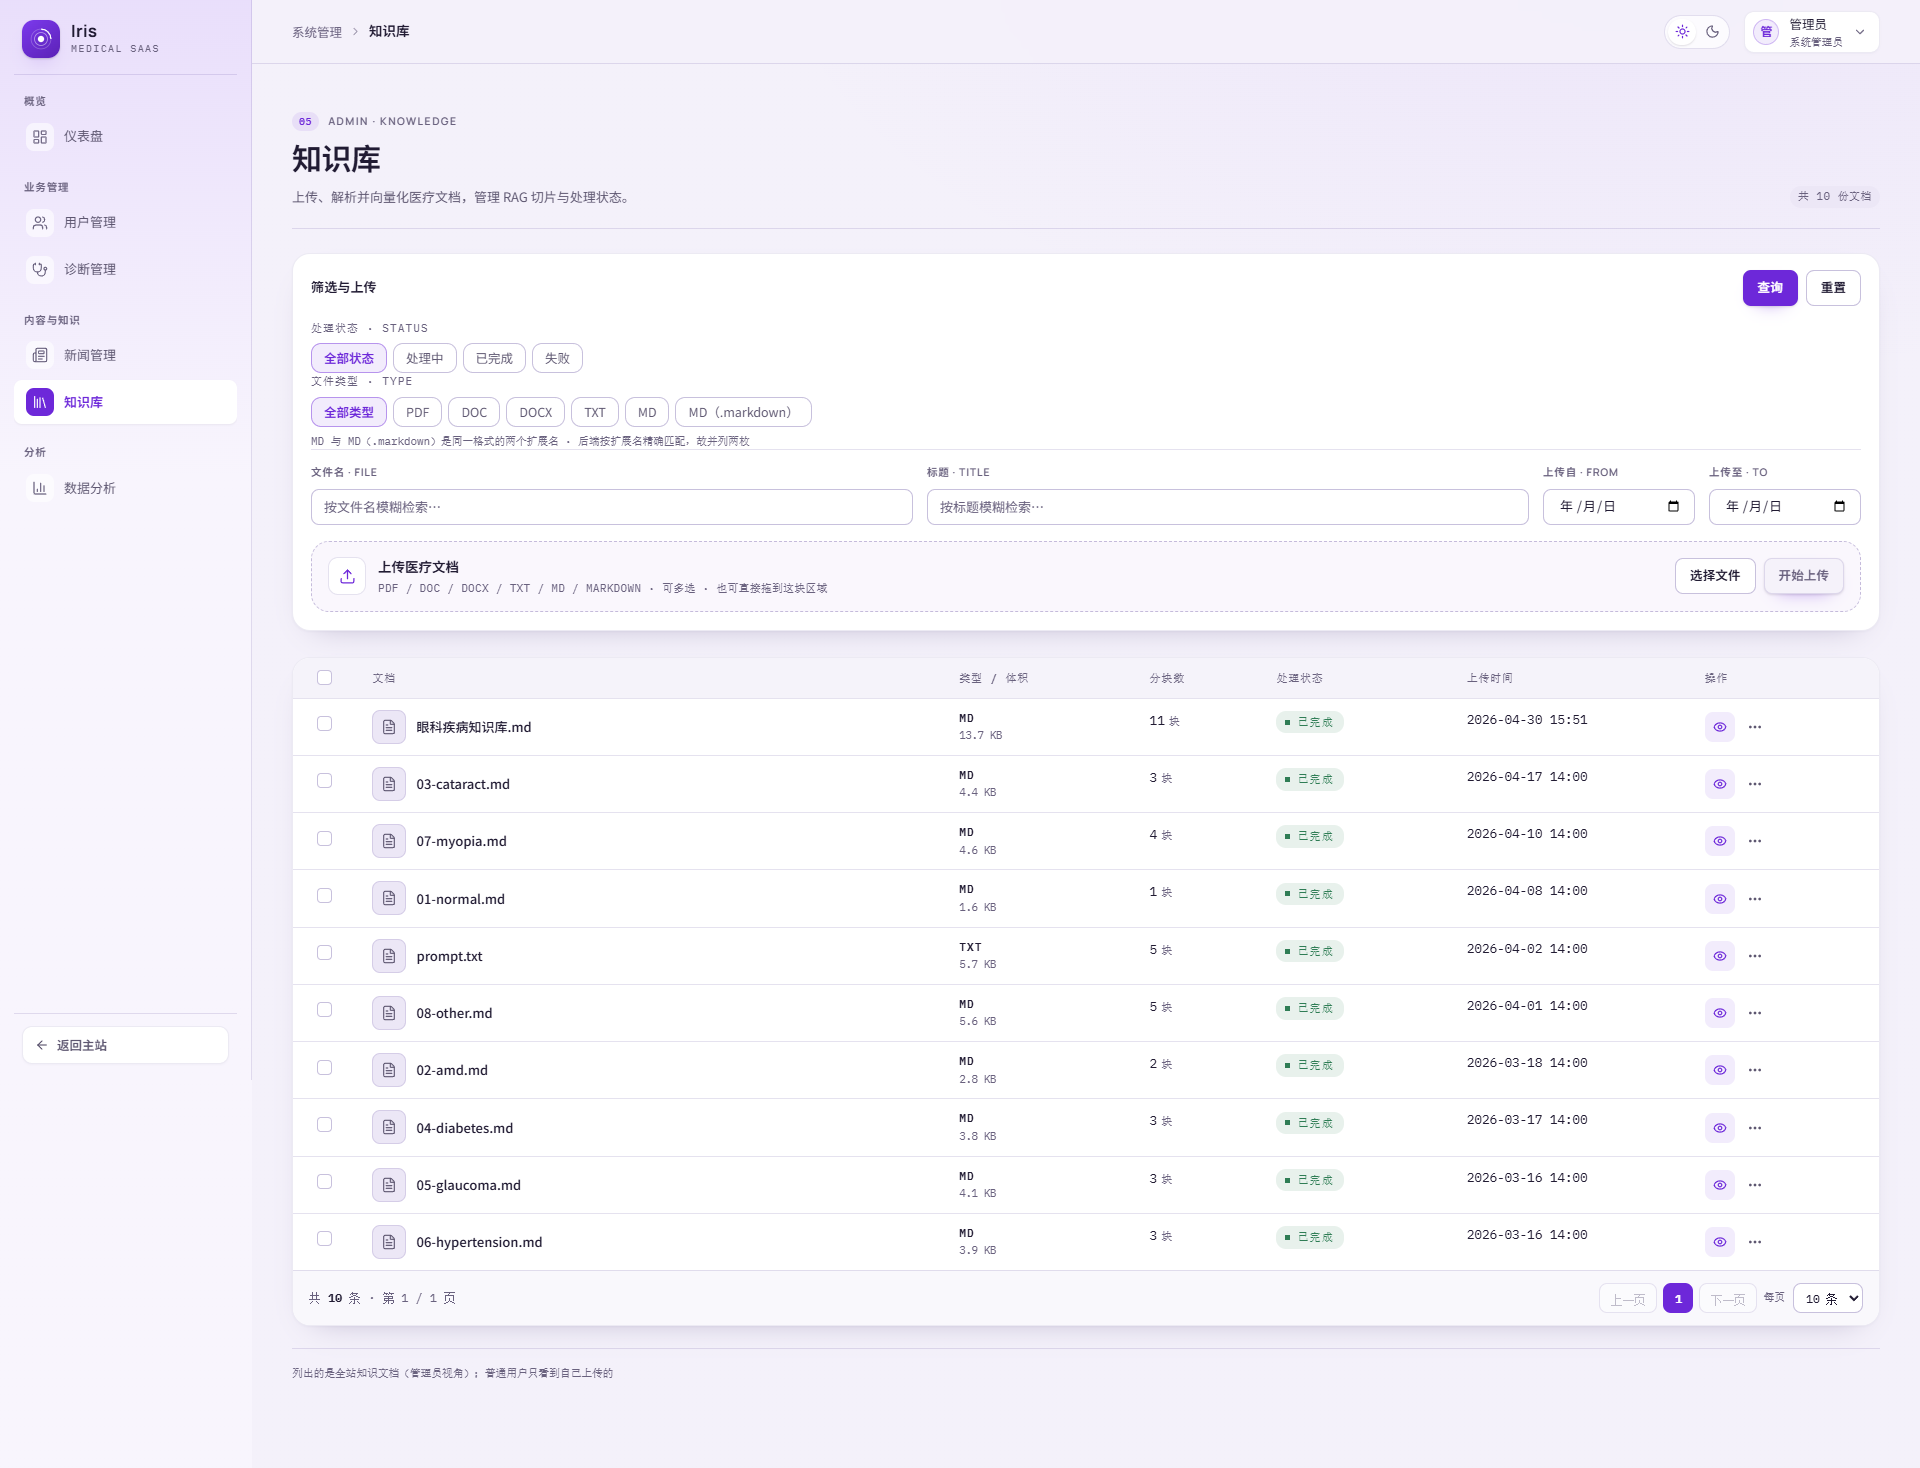 Iris
MEDICAL SAAS
概览
仪表盘
业务管理
用户管理
诊断管理
内容与知识
新闻管理
知识库
分析
数据分析
返回主站
系统管理 › 知识库
管 管理员
系统管理员
05 ADMIN · KNOWLEDGE
知识库
上传、解析并向量化医疗文档，管理 RAG 切片与处理状态。
共 10 份文档
筛选与上传
查询 重置
处理状态 · STATUS
全部状态 处理中 已完成 失败
文件类型 · TYPE
全部类型 PDF DOC DOCX TXT MD MD（.markdown）
MD 与 MD（.markdown）是同一格式的两个扩展名 · 后端按扩展名精确匹配，故并列两枚
文件名 · FILE 标题 · TITLE 上传自 · FROM 上传至 · TO
按文件名模糊检索… 按标题模糊检索… 年 /月/日 年 /月/日
上传医疗文档
PDF / DOC / DOCX / TXT / MD / MARKDOWN · 可多选 · 也可直接拖到这块区域
选择文件 开始上传
文档 类型 / 体积 分块数 处理状态 上传时间 操作
眼科疾病知识库.md MD 13.7 KB 11 块 已完成 2026-04-30 15:51
03-cataract.md MD 4.4 KB 3 块 已完成 2026-04-17 14:00
07-myopia.md MD 4.6 KB 4 块 已完成 2026-04-10 14:00
01-normal.md MD 1.6 KB 1 块 已完成 2026-04-08 14:00
prompt.txt TXT 5.7 KB 5 块 已完成 2026-04-02 14:00
08-other.md MD 5.6 KB 5 块 已完成 2026-04-01 14:00
02-amd.md MD 2.8 KB 2 块 已完成 2026-03-18 14:00
04-diabetes.md MD 3.8 KB 3 块 已完成 2026-03-17 14:00
05-glaucoma.md MD 4.1 KB 3 块 已完成 2026-03-16 14:00
06-hypertension.md MD 3.9 KB 3 块 已完成 2026-03-16 14:00
共 10 条 · 第 1 / 1 页
上一页 1 下一页 每页 10 条
列出的是全站知识文档（管理员视角）；普通用户只看到自己上传的